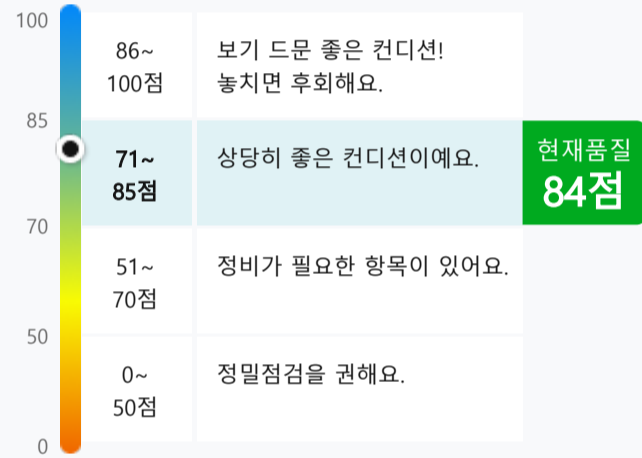 100
86~
100점
보기 드문 좋은 컨디션!
놓치면 후회해요.
85
71~
85점
상당히 좋은 컨디션이예요.
현재품질
84점
70
51~
70점
정비가 필요한 항목이 있어요.
50
0~
50점
정밀점검을 권해요.
0